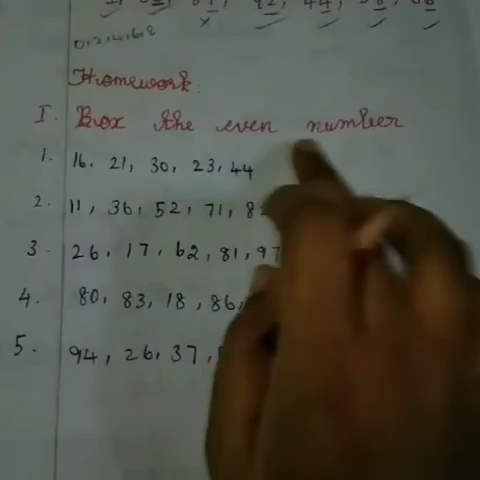 44,
0,2,4,6,8
Homework:
I. Box the even number
1. 16, 21, 30, 23, 44
2. 11, 36, 52, 71,
3. 26, 17, 62, 81, 97
4. 80, 83, 18, 86,
5. 94, 26, 37,